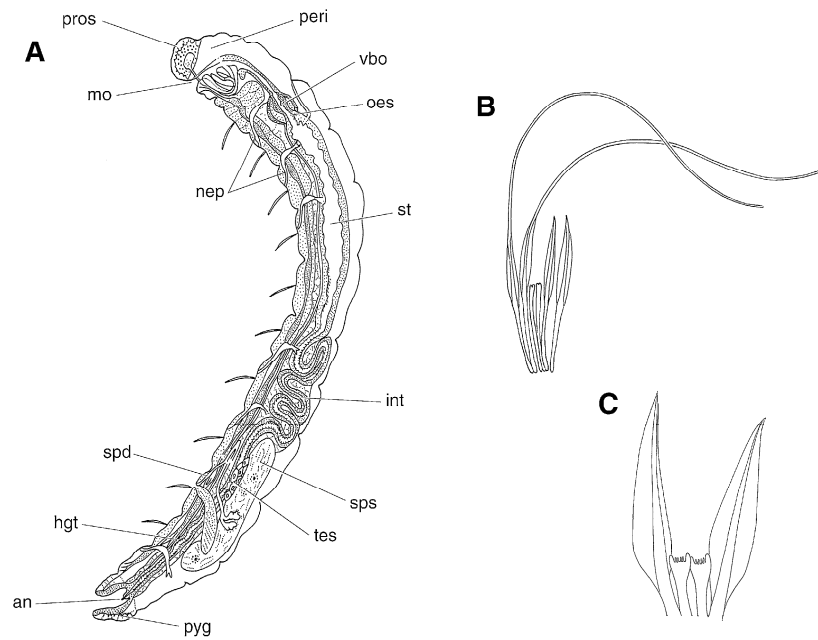 A
pros
peri
mo
vbo
oes
nep
st
int
spd
sps
hgt
tes
an
pyg
B
C